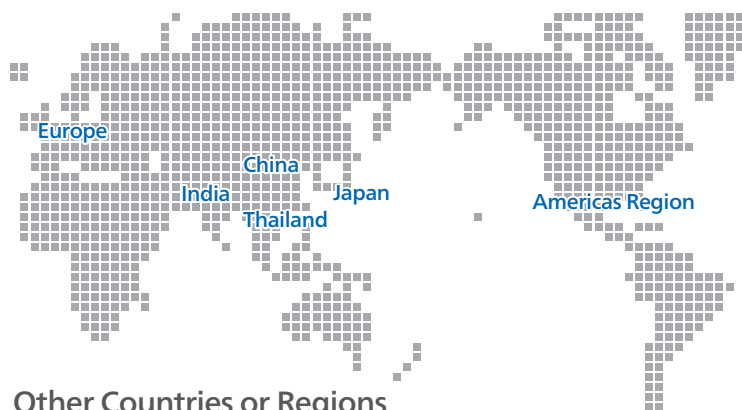 Europe
China
India
Japan
Thailand
Americas Region
Other Countries or Regions